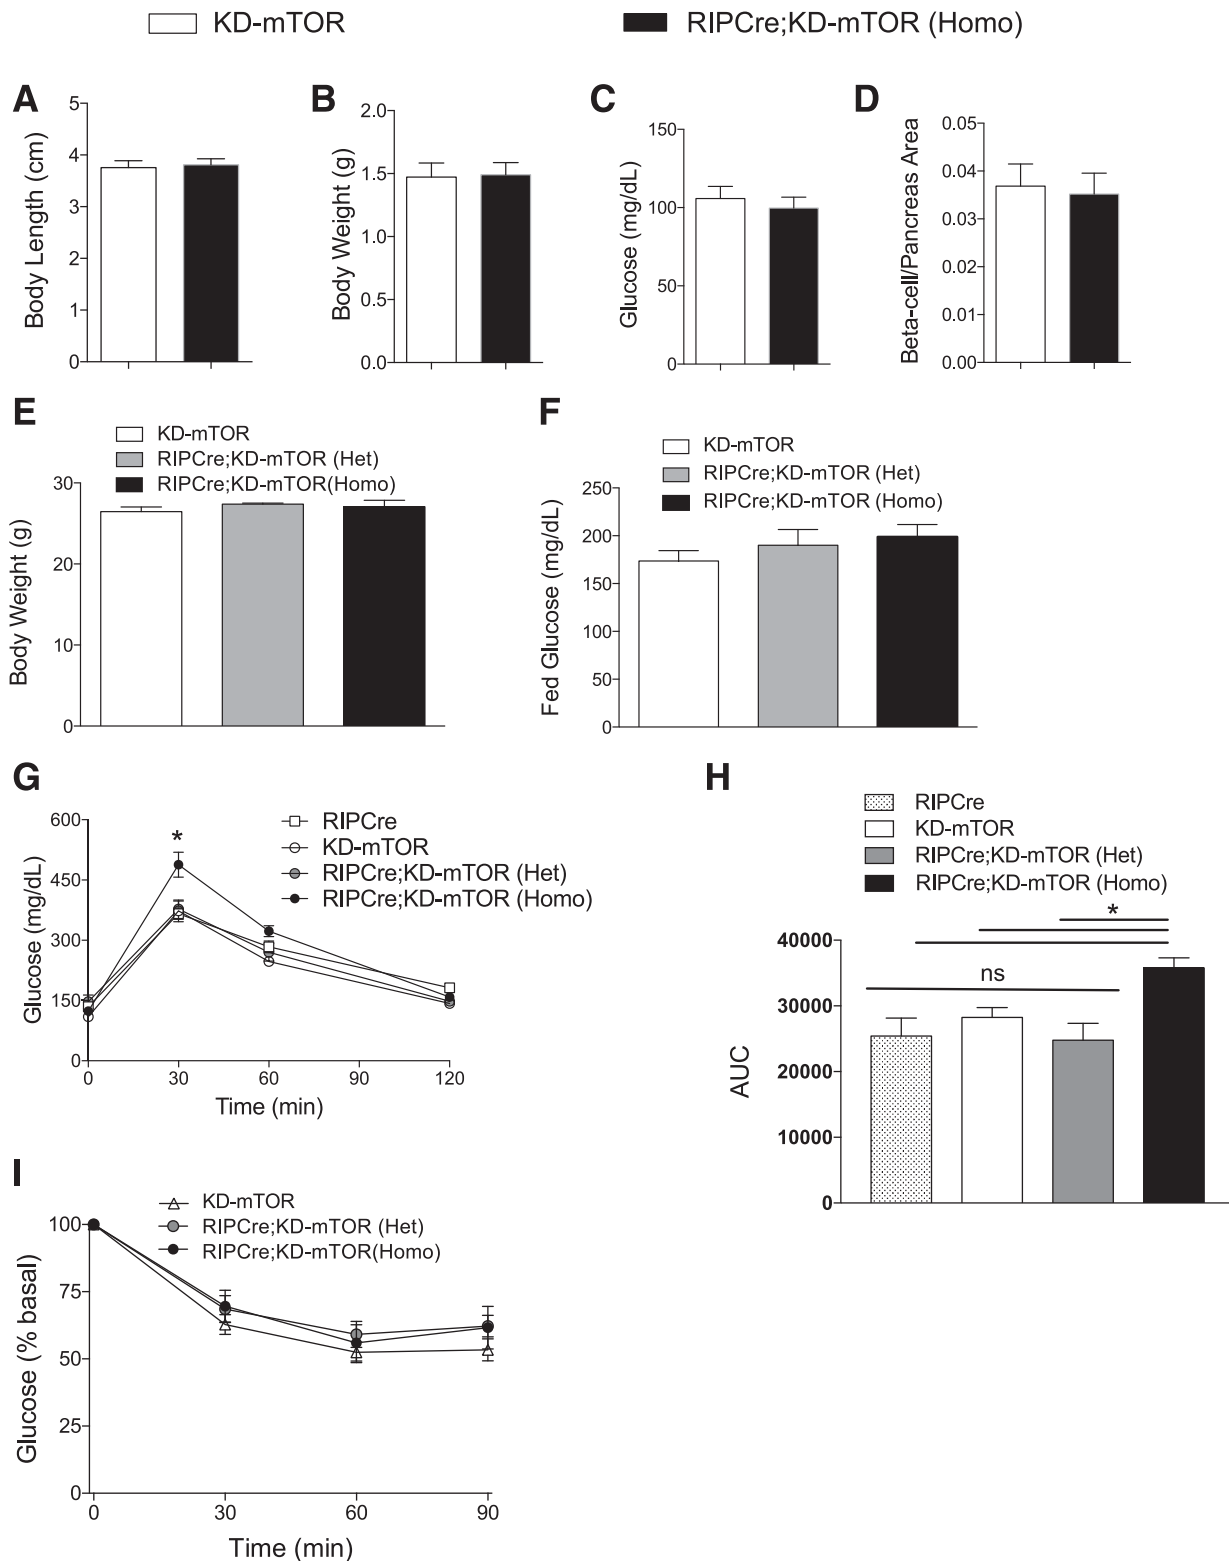 KD-mTOR
RIPCre;KD-mTOR (Homo)
A
Body Length (cm)
5
4
3
2
1
0
B
Body Weight (g)
2.0
1.5
1.0
0.5
0.0
C
Glucose (mg/dL)
150
100
50
0
D
Beta-cell/Pancreas Area
0.05
0.04
0.03
0.02
0.01
0.00
E
KD-mTOR
RIPCre;KD-mTOR (Het)
RIPCre;KD-mTOR(Homo)
Body Weight (g)
30
20
10
0
F
KD-mTOR
RIPCre;KD-mTOR (Het)
RIPCre;KD-mTOR (Homo)
Fed Glucose (mg/dL)
250
200
150
100
50
0
G
RIPCre
KD-mTOR
RIPCre;KD-mTOR (Het)
RIPCre;KD-mTOR (Homo)
*
Glucose (mg/dL)
600
450
300
150
0
0 30 60 90 120
Time (min)
H
RIPCre
KD-mTOR
RIPCre;KD-mTOR (Het)
RIPCre;KD-mTOR (Homo)
*
ns
AUC
40000
30000
20000
10000
0
I
KD-mTOR
RIPCre;KD-mTOR (Het)
RIPCre;KD-mTOR(Homo)
Glucose (% basal)
100
75
50
25
0
0 30 60 90
Time (min)